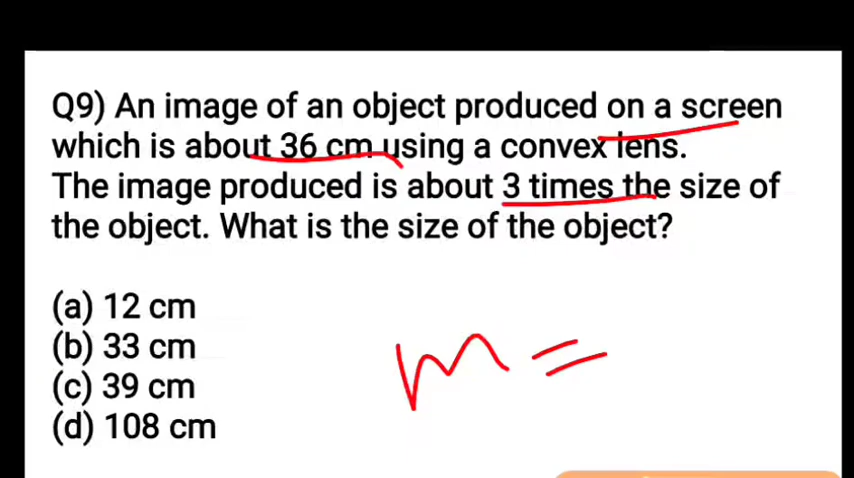 Q9) An image of an object produced on a screen
which is about 36 cm using a convex lens.
The image produced is about 3 times the size of
the object. What is the size of the object?
(a) 12 cm
(b) 33 cm
(c) 39 cm
(d) 108 cm
m =